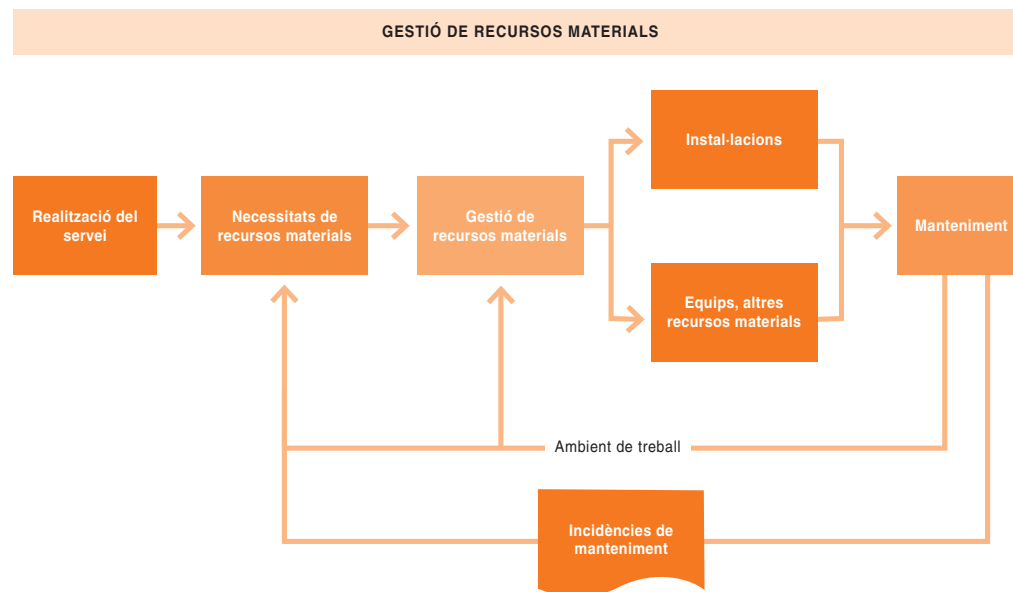 GESTIÓ DE RECURSOS MATERIALS
Instal·lacions
Realització del
servei
Necessitats de
recursos materials
Gestió de
recursos materials
Manteniment
Equips, altres
recursos materials
Ambient de treball
Incidències de
manteniment